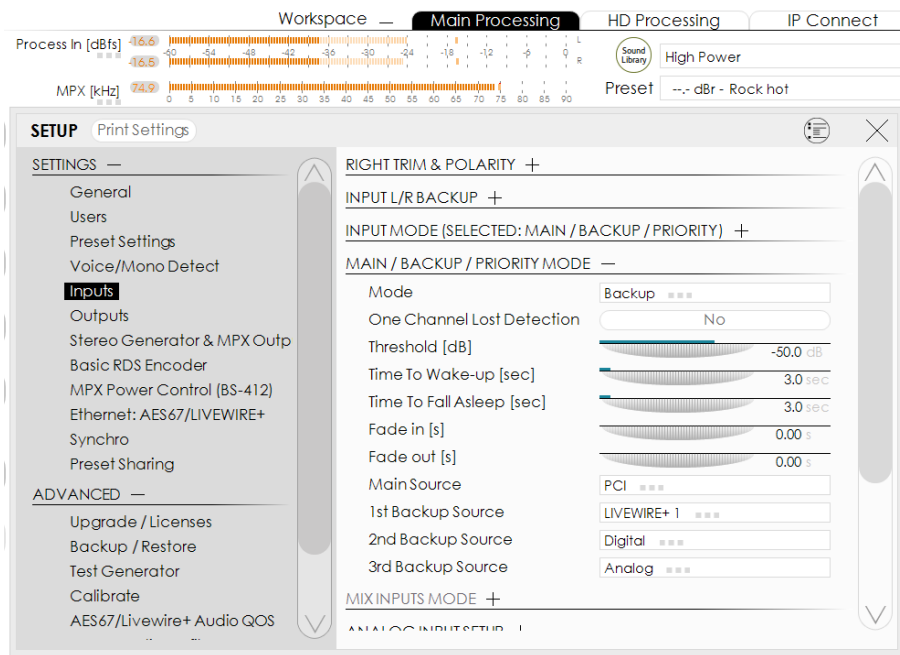 Workspace — Main Processing HD Processing IP Connect
Process In [dBfs] -16.6 L
-60 -54 -48 -42 -36 -30 -24 -18 -12 -6 0
-16.5 R
Sound Library High Power
MPX [kHz] 74.9
0 5 10 15 20 25 30 35 40 45 50 55 60 65 70 75 80 85 90
Preset --.- dBr - Rock hot
SETUP Print Settings
SETTINGS —
General
Users
Preset Settings
Voice/Mono Detect
Inputs
Outputs
Stereo Generator & MPX Outp
Basic RDS Encoder
MPX Power Control (BS-412)
Ethernet: AES67/LIVEWIRE+
Synchro
Preset Sharing
ADVANCED —
Upgrade / Licenses
Backup / Restore
Test Generator
Calibrate
AES67/Livewire+ Audio QOS
RIGHT TRIM & POLARITY +
INPUT L/R BACKUP +
INPUT MODE (SELECTED: MAIN / BACKUP / PRIORITY) +
MAIN / BACKUP / PRIORITY MODE —
Mode Backup
One Channel Lost Detection No
Threshold [dB] -50.0 dB
Time To Wake-up [sec] 3.0 sec
Time To Fall Asleep [sec] 3.0 sec
Fade in [s] 0.00 s
Fade out [s] 0.00 s
Main Source PCI
1st Backup Source LIVEWIRE+ 1
2nd Backup Source Digital
3rd Backup Source Analog
MIX INPUTS MODE +
ANALOG INPUT SETUP